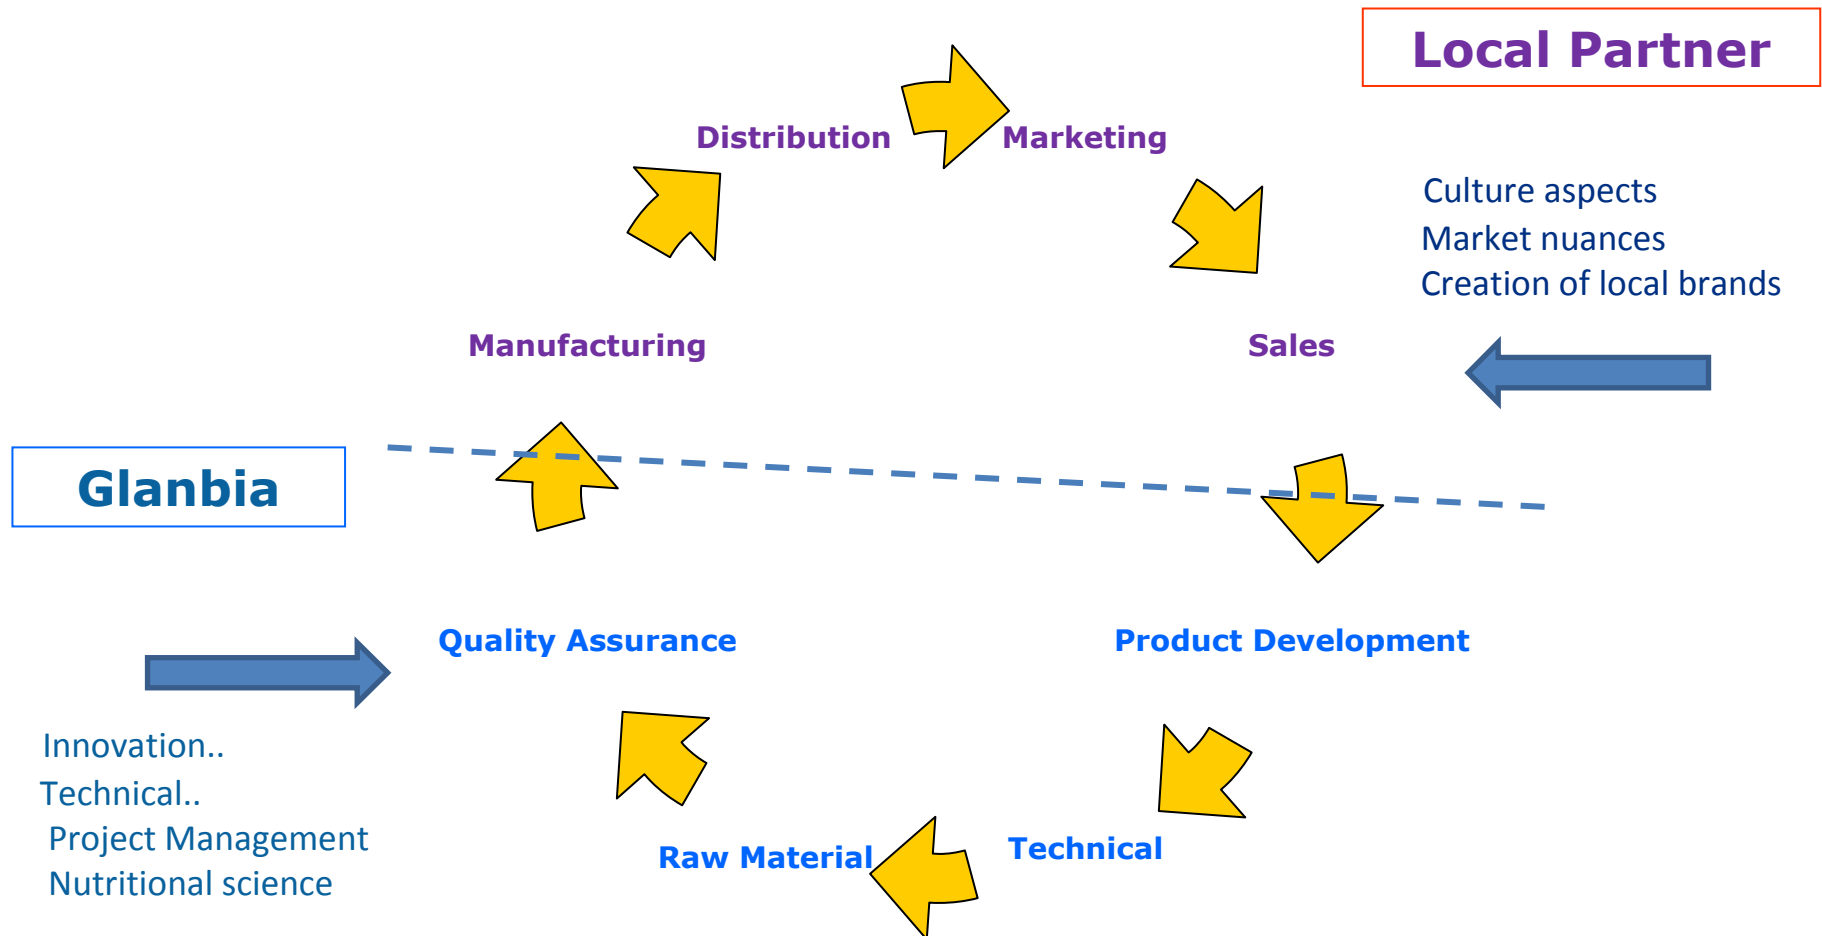 Local Partner
Distribution
Marketing
Culture aspects
Market nuances
Creation of local brands
Manufacturing
Sales
Glanbia
Quality Assurance
Product Development
Innovation..
Technical..
Project Management
Nutritional science
Raw Material
Technical